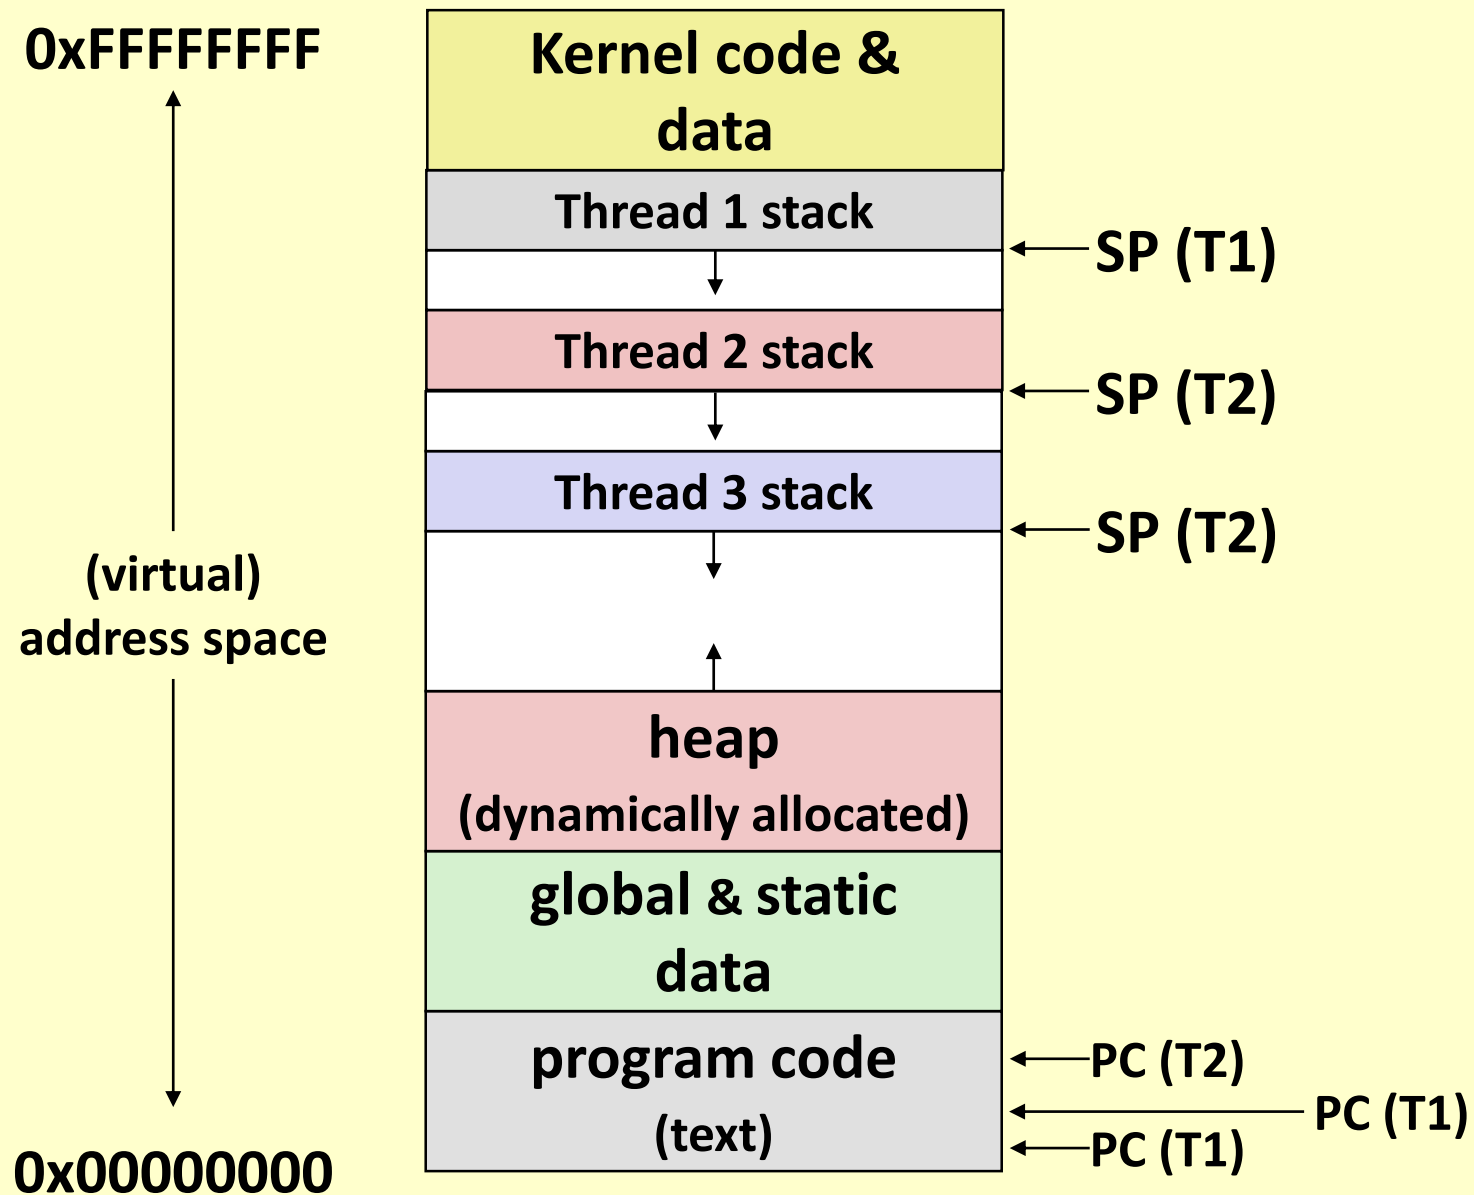 0xFFFFFFFF
Kernel code &
data
Thread 1 stack
SP (T1)
Thread 2 stack
SP (T2)
Thread 3 stack
SP (T2)
(virtual)
address space
heap
(dynamically allocated)
global & static
data
program code
(text)
PC (T2)
PC (T1)
PC (T1)
0x00000000